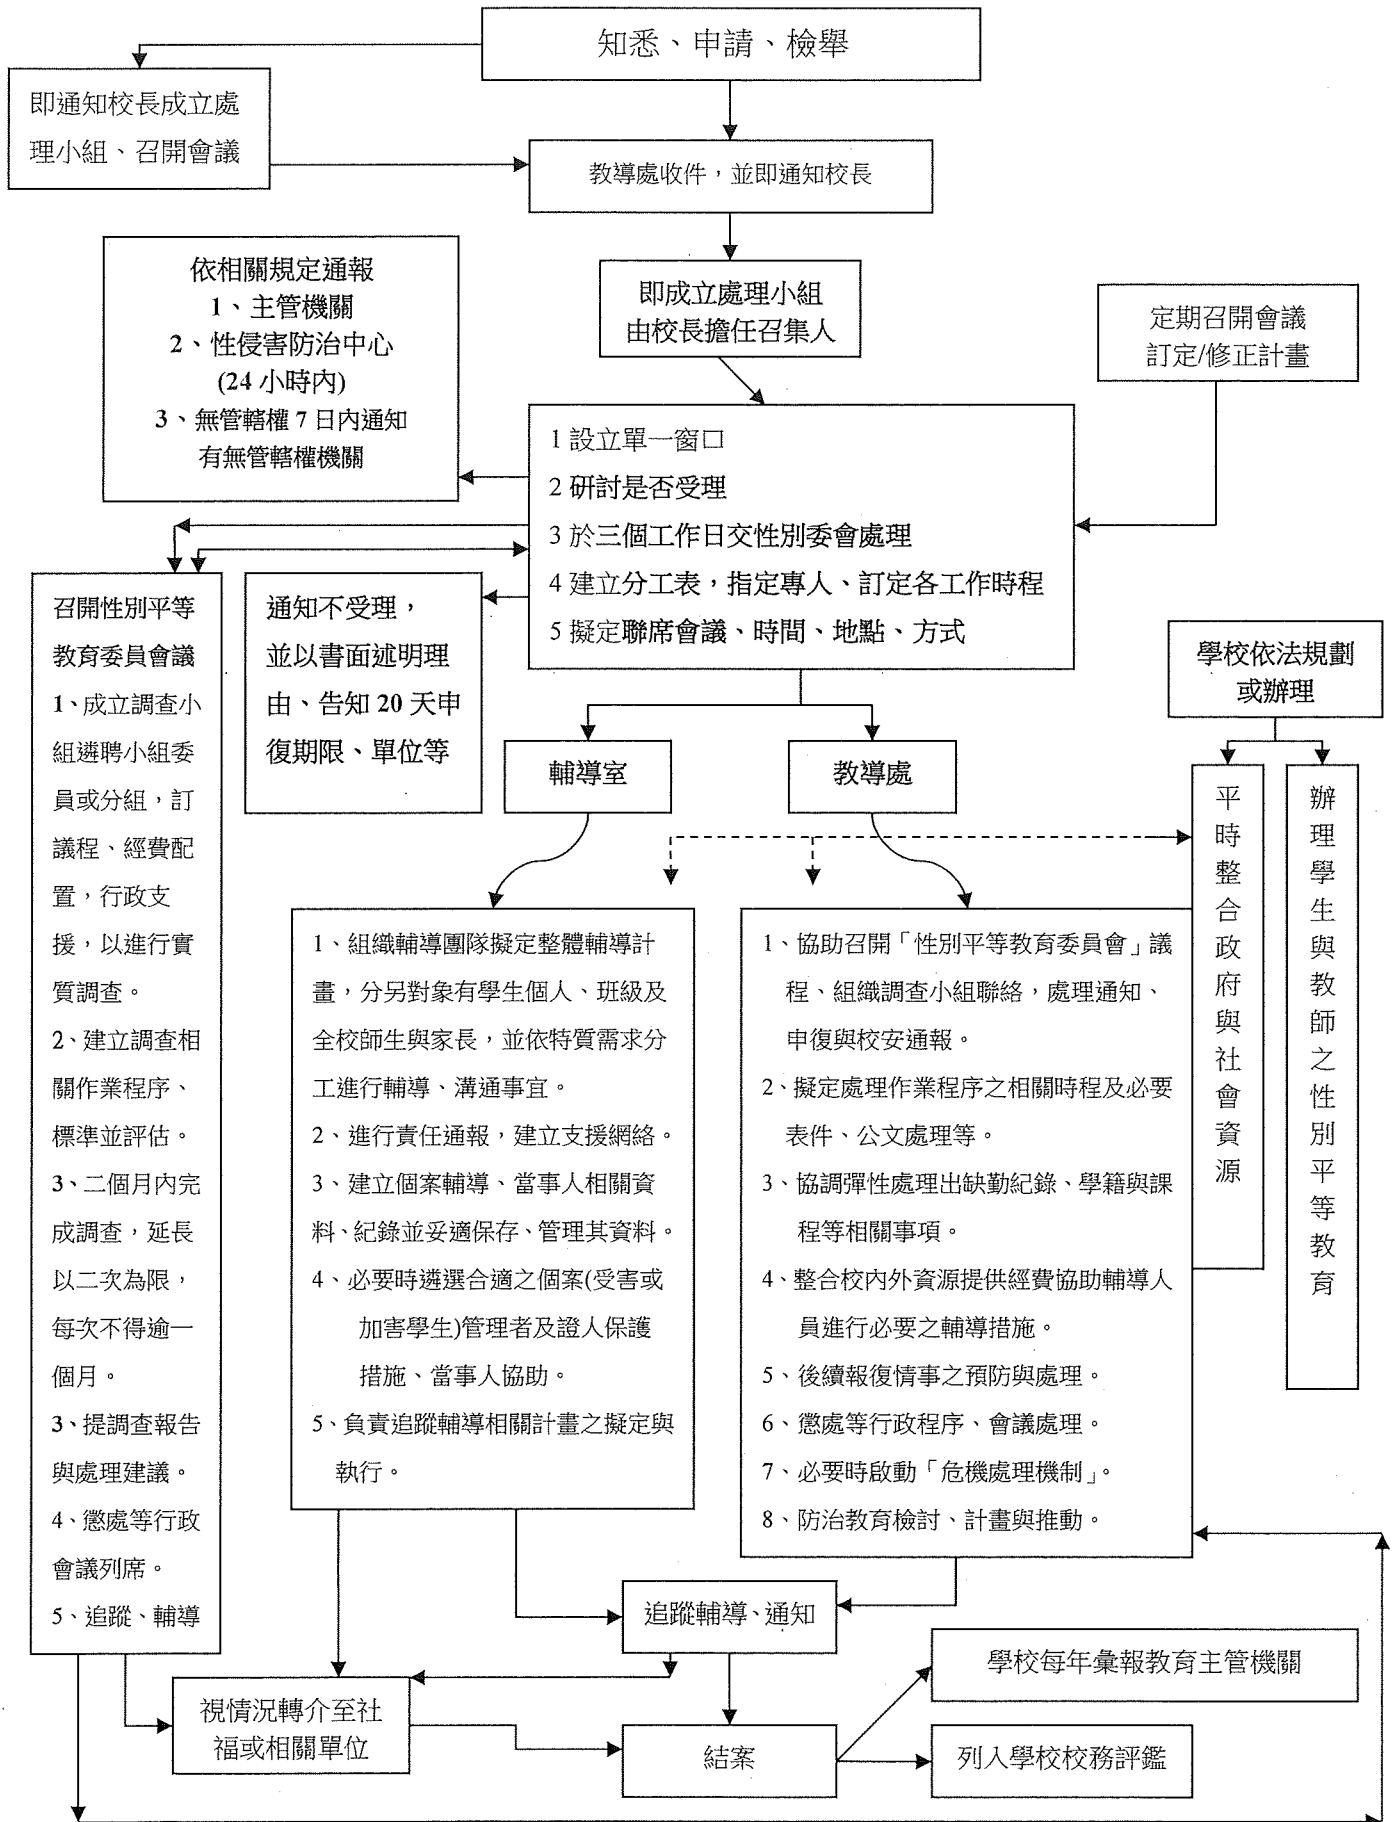 知悉、申請、檢舉
即通知校長成立處
理小組、召開會議
教導處收件，並即通知校長
依相關規定通報
1、主管機關
2、性侵害防治中心
(24 小時內)
3、無管轄權 7 日內通知
有無管轄權機關
即成立處理小組
由校長擔任召集人
定期召開會議
訂定/修正計畫
1 設立單一窗口
2 研討是否受理
3 於三個工作日交性別委會處理
4 建立分工表，指定專人、訂定各工作時程
5 擬定聯席會議、時間、地點、方式
召開性別平等
教育委員會議
1、成立調查小
組遴聘小組委
員或分組，訂
議程、經費配
置，行政支
援，以進行實
質調查。
2、建立調查相
關作業程序、
標準並評估。
3、二個月內完
成調查，延長
以二次為限，
每次不得逾一
個月。
3、提調查報告
與處理建議。
4、懲處等行政
會議列席。
5、追蹤、輔導
通知不受理，
並以書面述明理
由、告知 20 天申
復期限、單位等
學校依法規劃
或辦理
輔導室
教導處
平時整合政府與社會資源
辦理學生與教師之性別平等教育
1、組織輔導團隊擬定整體輔導計
畫，分另對象有學生個人、班級及
全校師生與家長，並依特質需求分
工進行輔導、溝通事宜。
2、進行責任通報，建立支援網絡。
3、建立個案輔導、當事人相關資
料、紀錄並妥適保存、管理其資料。
4、必要時遴選合適之個案(受害或
加害學生)管理者及證人保護
措施、當事人協助。
5、負責追蹤輔導相關計畫之擬定與
執行。
1、協助召開「性別平等教育委員會」議
程、組織調查小組聯絡，處理通知、
申復與校安通報。
2、擬定處理作業程序之相關時程及必要
表件、公文處理等。
3、協調彈性處理出缺勤紀錄、學籍與課
程等相關事項。
4、整合校內外資源提供經費協助輔導人
員進行必要之輔導措施。
5、後續報復情事之預防與處理。
6、懲處等行政程序、會議處理。
7、必要時啟動「危機處理機制」。
8、防治教育檢討、計畫與推動。
追蹤輔導、通知
學校每年彙報教育主管機關
視情況轉介至社
福或相關單位
結案
列入學校校務評鑑